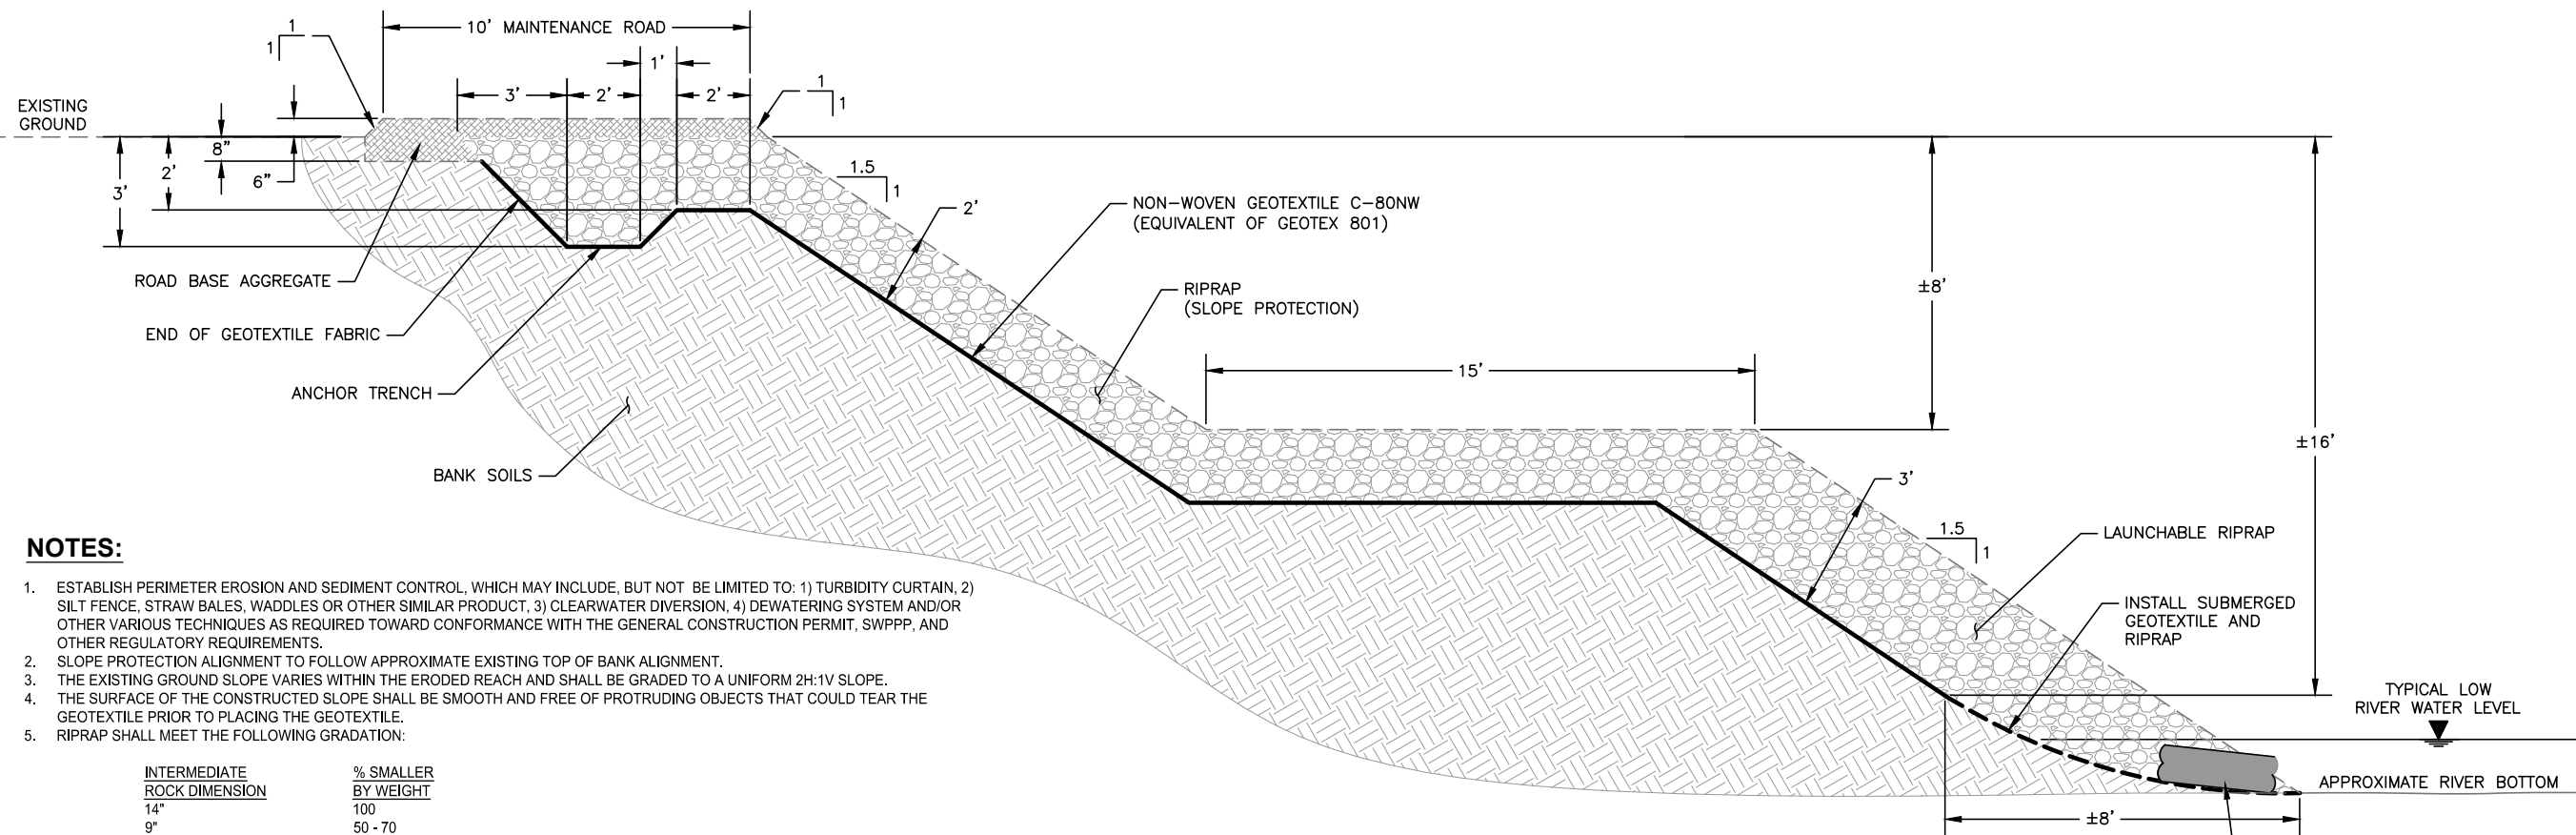 10' MAINTENANCE ROAD
1
1
1'
3'
2'
2'
1
1
EXISTING
GROUND
8"
2'
3'
6"
1.5
1
2'
NON-WOVEN GEOTEXTILE C-80NW
(EQUIVALENT OF GEOTEX 801)
ROAD BASE AGGREGATE
RIPRAP
(SLOPE PROTECTION)
±8'
END OF GEOTEXTILE FABRIC
15'
ANCHOR TRENCH
±16'
BANK SOILS
3'
1.5
1
LAUNCHABLE RIPRAP
INSTALL SUBMERGED
GEOTEXTILE AND
RIPRAP
TYPICAL LOW
RIVER WATER LEVEL
APPROXIMATE RIVER BOTTOM
±8'
NOTES:
1. ESTABLISH PERIMETER EROSION AND SEDIMENT CONTROL, WHICH MAY INCLUDE, BUT NOT BE LIMITED TO: 1) TURBIDITY CURTAIN, 2)
SILT FENCE, STRAW BALES, WADDLES OR OTHER SIMILAR PRODUCT, 3) CLEARWATER DIVERSION, 4) DEWATERING SYSTEM AND/OR
OTHER VARIOUS TECHNIQUES AS REQUIRED TOWARD CONFORMANCE WITH THE GENERAL CONSTRUCTION PERMIT, SWPPP, AND
OTHER REGULATORY REQUIREMENTS.
2. SLOPE PROTECTION ALIGNMENT TO FOLLOW APPROXIMATE EXISTING TOP OF BANK ALIGNMENT.
3. THE EXISTING GROUND SLOPE VARIES WITHIN THE ERODED REACH AND SHALL BE GRADED TO A UNIFORM 2H:1V SLOPE.
4. THE SURFACE OF THE CONSTRUCTED SLOPE SHALL BE SMOOTH AND FREE OF PROTRUDING OBJECTS THAT COULD TEAR THE
GEOTEXTILE PRIOR TO PLACING THE GEOTEXTILE.
5. RIPRAP SHALL MEET THE FOLLOWING GRADATION:
INTERMEDIATE % SMALLER
ROCK DIMENSION BY WEIGHT
14" 100
9" 50 - 70